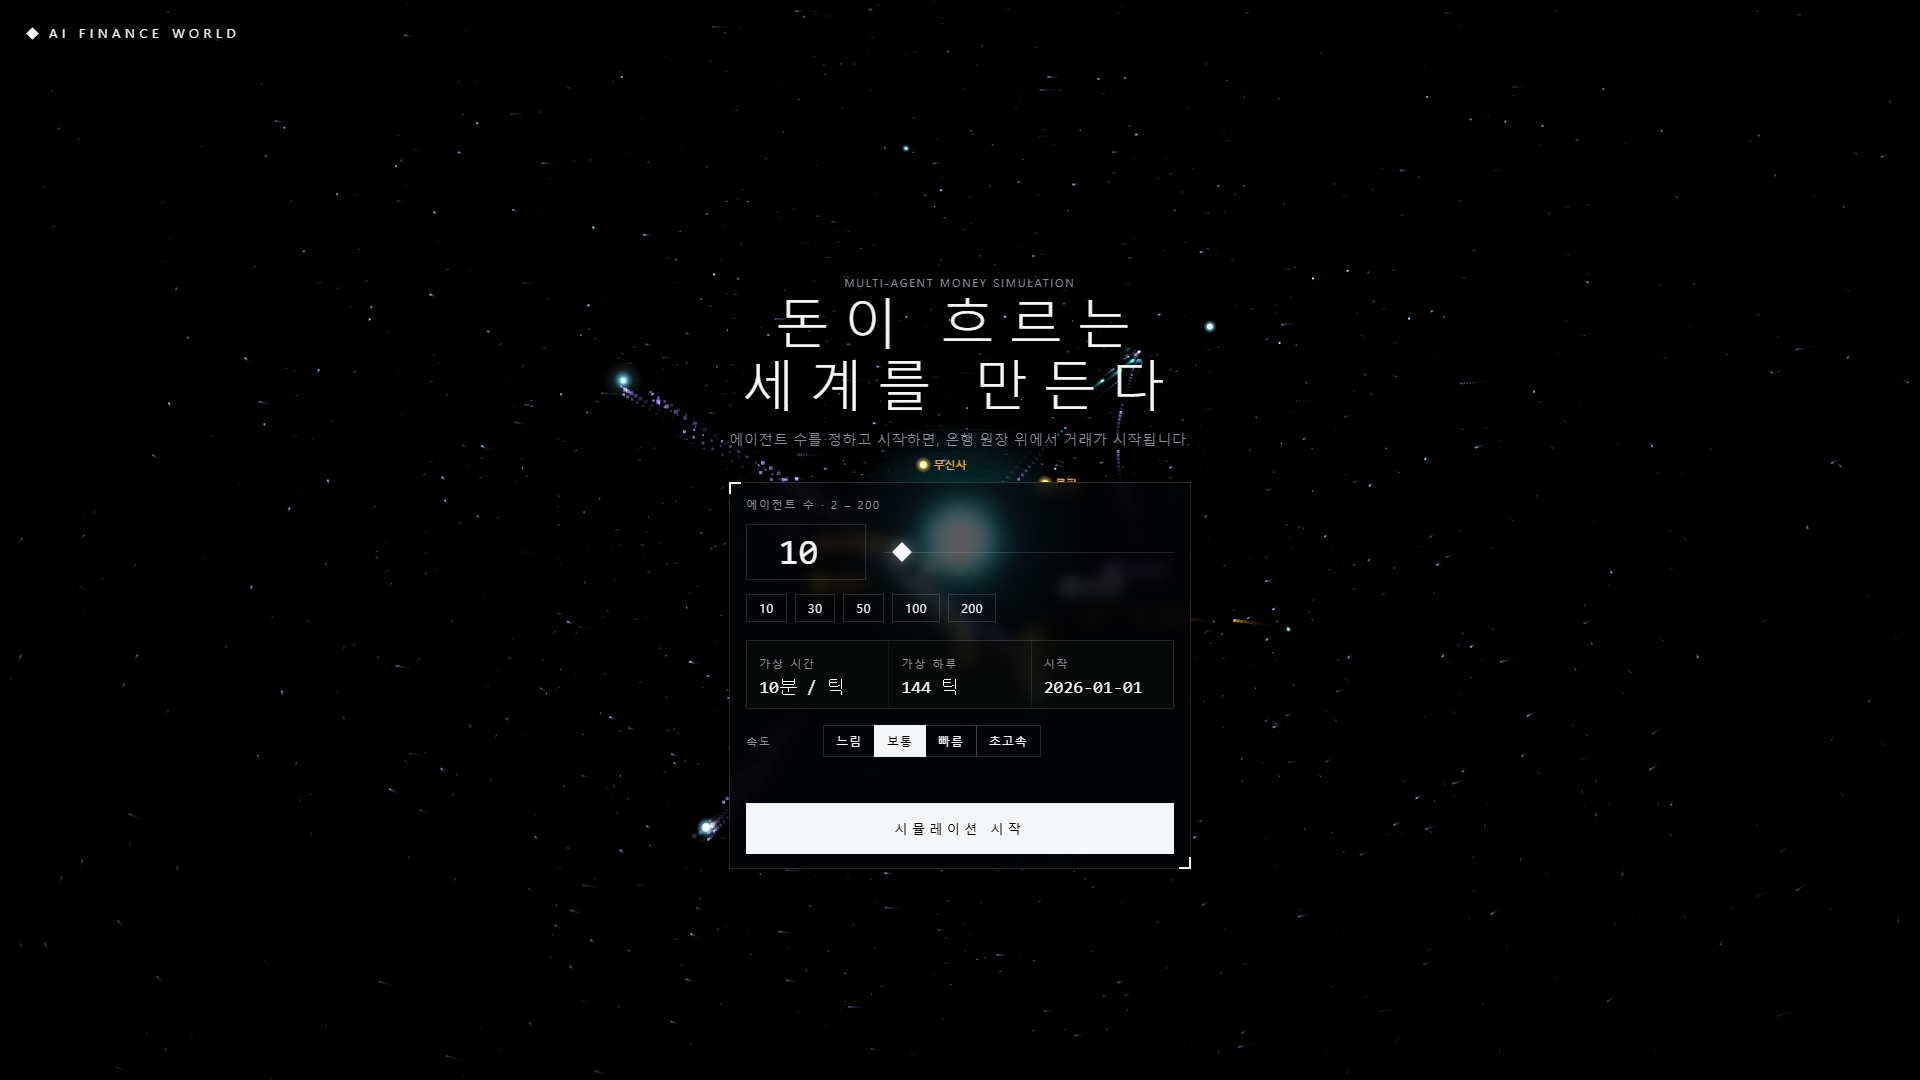 ◆ AI FINANCE WORLD
MULTI-AGENT MONEY SIMULATION
돈이 흐르는
세계를 만든다
에이전트 수를 정하고 시작하면, 은행 원장 위에서 거래가 시작됩니다.
무신사
에이전트 수 · 2 – 200
10
10 30 50 100 200
가상 시간 가상 하루 시작
10분 / 틱 144 틱 2026-01-01
속도 느림 보통 빠름 초고속
시뮬레이션 시작